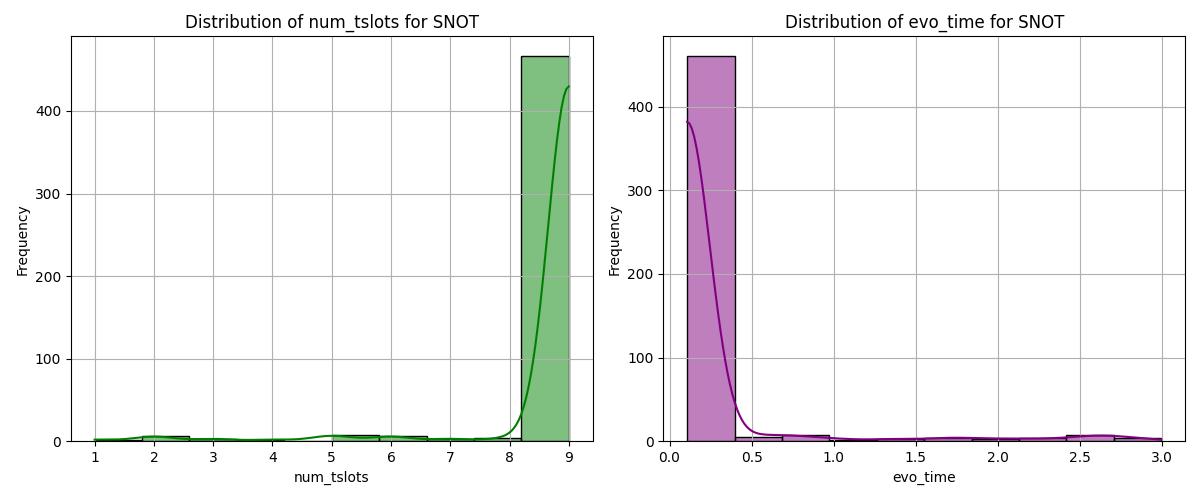 Distribution of num_tslots for SNOT
Frequency
400
300
200
100
0
1 2 3 4 5 6 7 8 9
num_tslots
Distribution of evo_time for SNOT
Frequency
400
300
200
100
0
0.0 0.5 1.0 1.5 2.0 2.5 3.0
evo_time